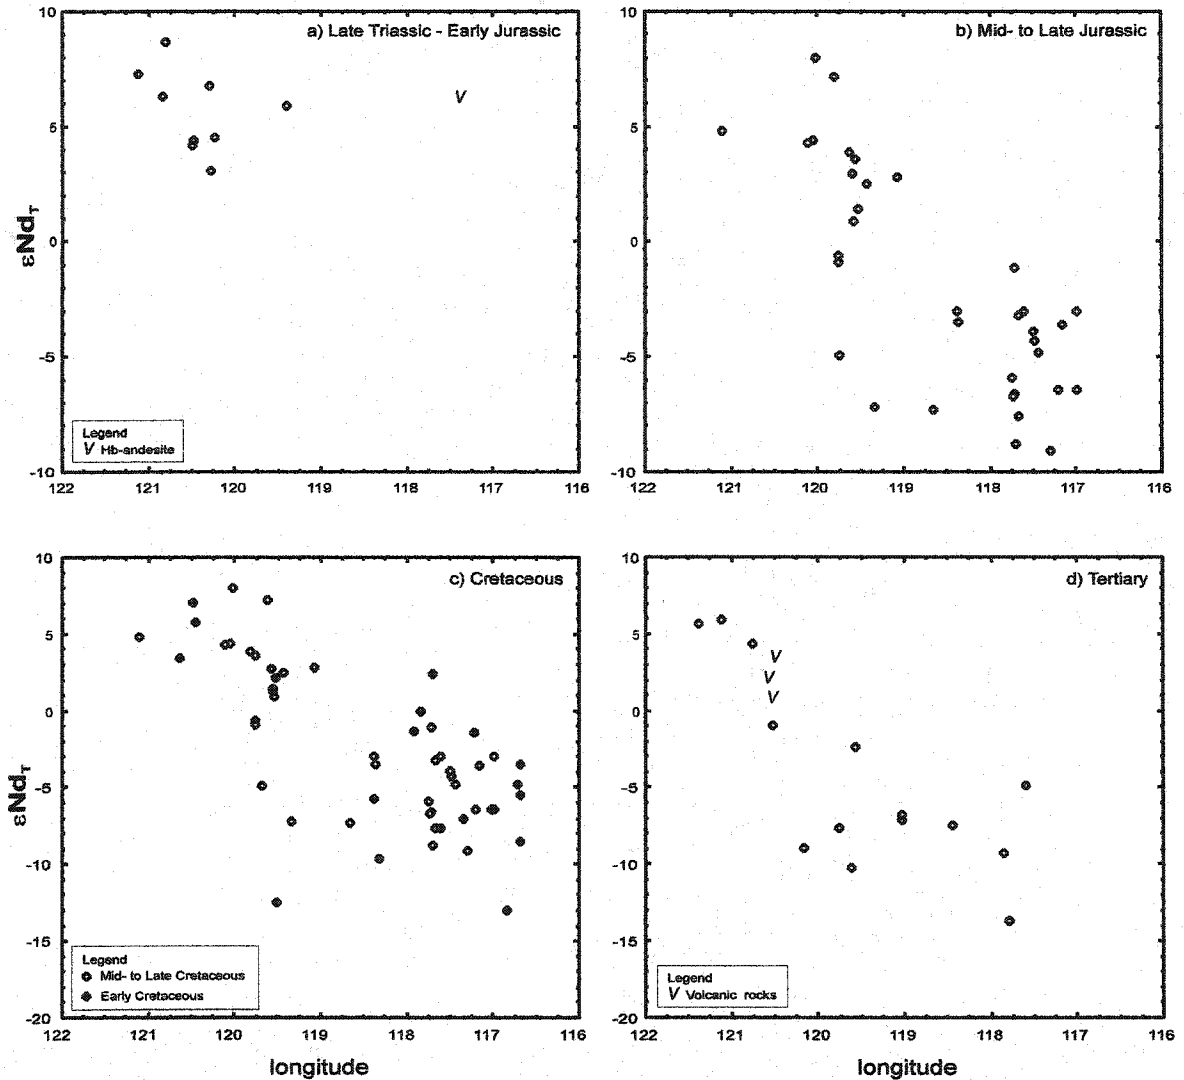 a) Late Triassic - Early Jurassic
10
5
0
-5
-10
εNd_T
V
Legend
V Hb-andesite
122 121 120 119 118 117 116
b) Mid- to Late Jurassic
10
5
0
-5
-10
122 121 120 119 118 117 116
c) Cretaceous
10
5
0
-5
-10
-15
-20
εNd_T
Legend
Mid- to Late Cretaceous
Early Cretaceous
122 121 120 119 118 117 116
longitude
d) Tertiary
10
5
0
-5
-10
-15
-20
V
V
V
Legend
V Volcanic rocks
122 121 120 119 118 117 116
longitude